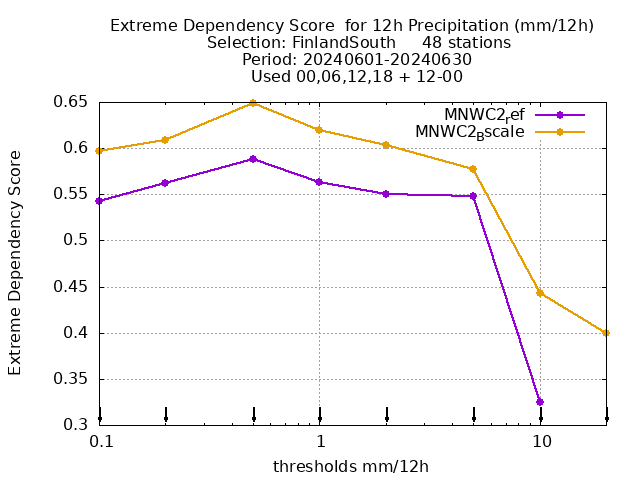 Extreme Dependency Score  for 12h Precipitation (mm/12h)
Selection: FinlandSouth     48 stations
Period: 20240601-20240630
Used 00,06,12,18 + 12-00
MNWC2_ref
MNWC2_Bscale
0.65
0.6
0.55
0.5
0.45
0.4
0.35
0.3
Extreme Dependency Score
0.1
1
10
thresholds mm/12h